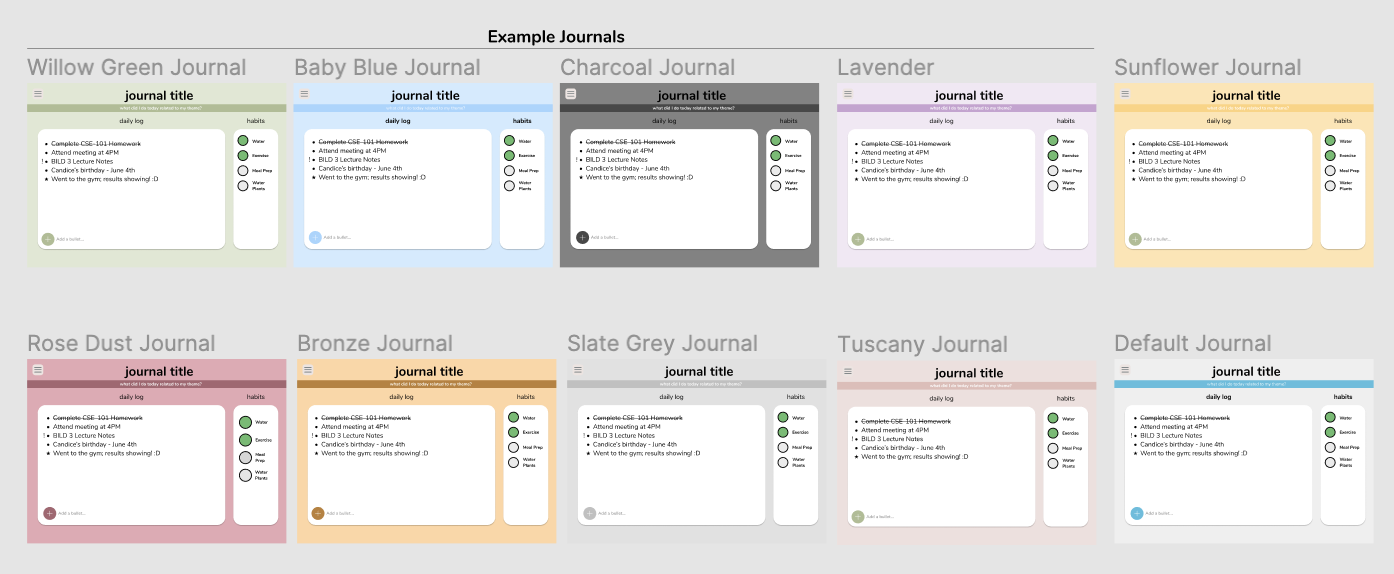 Example Journals
Willow Green Journal
journal title
what did I do today related to my theme?
daily log
habits
Complete CSE-101 Homework
Attend meeting at 4PM
! BILD 3 Lecture Notes
Candice's birthday - June 4th
Went to the gym; results showing! :D
Add a bullet...
Water
Exercise
Meal Prep
Water
Plants
Baby Blue Journal
journal title
daily log
habits
Complete CSE-101 Homework
Attend meeting at 4PM
! BILD 3 Lecture Notes
Candice's birthday - June 4th
Went to the gym; results showing! :D
Add a bullet...
Water
Exercise
Meal Prep
Water
Plants
Charcoal Journal
journal title
what did I do today related to my theme?
daily log
habits
Complete CSE-101 Homework
Attend meeting at 4PM
! BILD 3 Lecture Notes
Candice's birthday - June 4th
Went to the gym; results showing! :D
Add a bullet...
Water
Exercise
Meal Prep
Water
Plants
Lavender
journal title
what did I do today related to my theme?
daily log
habits
Complete CSE-101 Homework
Attend meeting at 4PM
! BILD 3 Lecture Notes
Candice's birthday - June 4th
Went to the gym; results showing! :D
Add a bullet...
Water
Exercise
Meal Prep
Water
Plants
Sunflower Journal
journal title
daily log
habits
Complete CSE-101 Homework
Attend meeting at 4PM
! BILD 3 Lecture Notes
Candice's birthday - June 4th
Went to the gym; results showing! :D
Add a bullet...
Water
Exercise
Meal Prep
Water
Plants
Rose Dust Journal
journal title
what did I do today related to my theme?
daily log
habits
Complete CSE-101 Homework
Attend meeting at 4PM
! BILD 3 Lecture Notes
Candice's birthday - June 4th
Went to the gym; results showing! :D
Add a bullet...
Water
Exercise
Meal
Prep
Water
Plants
Bronze Journal
journal title
what did I do today related to my theme?
daily log
habits
Complete CSE-101 Homework
Attend meeting at 4PM
! BILD 3 Lecture Notes
Candice's birthday - June 4th
Went to the gym; results showing! :D
Add a bullet...
Water
Exercise
Meal Prep
Water
Plants
Slate Grey Journal
journal title
what did I do today related to my theme?
daily log
habits
Complete CSE-101 Homework
Attend meeting at 4PM
! BILD 3 Lecture Notes
Candice's birthday - June 4th
Went to the gym; results showing! :D
Add a bullet...
Water
Exercise
Meal Prep
Water
Plants
Tuscany Journal
journal title
what did I do today related to my theme?
daily log
habits
Complete CSE-101 Homework
Attend meeting at 4PM
! BILD 3 Lecture Notes
Candice's birthday - June 4th
Went to the gym; results showing! :D
Add a bullet...
Water
Exercise
Meal Prep
Water
Plants
Default Journal
journal title
what did I do today related to my theme?
daily log
habits
Complete CSE-101 Homework
Attend meeting at 4PM
! BILD 3 Lecture Notes
Candice's birthday - June 4th
Went to the gym; results showing! :D
Add a bullet...
Water
Exercise
Meal Prep
Water
Plants